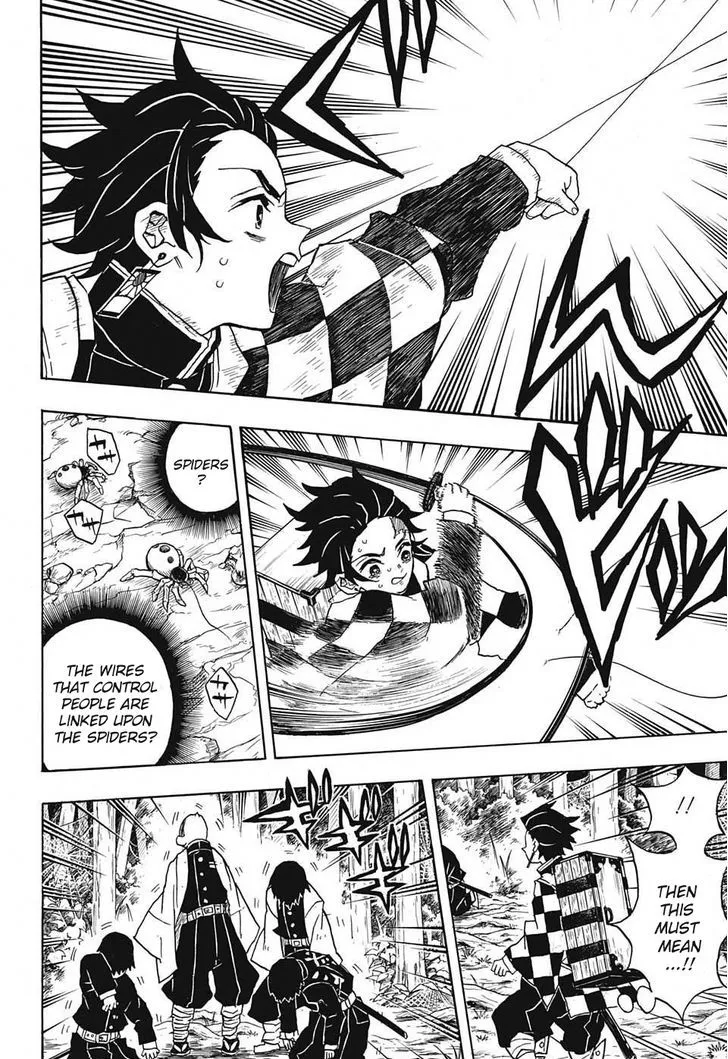 SPIDERS
?
THE WIRES
THAT CONTROL
PEOPLE ARE
LINKED UPON
THE SPIDERS?
!!
THEN
THIS
MUST
MEAN
...!!